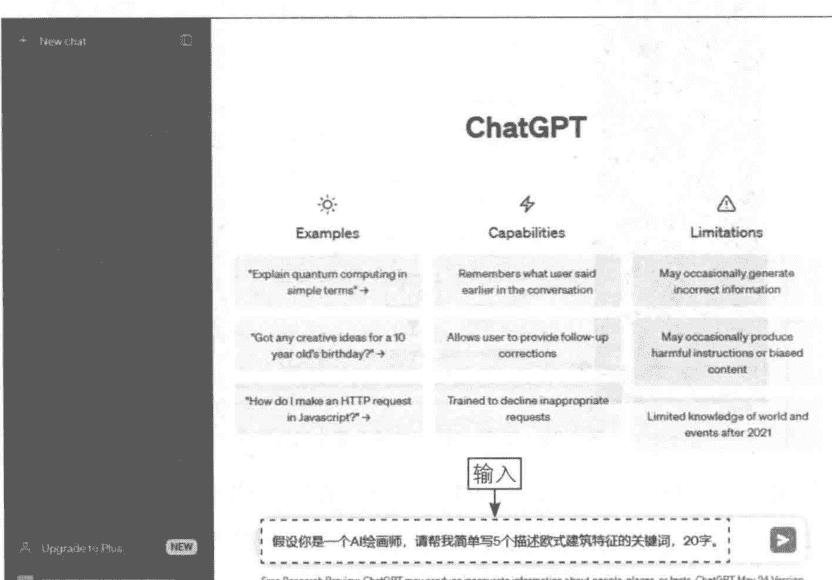 + New chat
ChatGPT
Examples
Capabilities
Limitations
"Explain quantum computing in
simple terms" →
Remembers what user said
earlier in the conversation
May occasionally generate
incorrect information
"Got any creative ideas for a 10
year old's birthday?" →
Allows user to provide follow-up
corrections
May occasionally produce
harmful instructions or biased
content
"How do I make an HTTP request
in Javascript?" →
Trained to decline inappropriate
requests
Limited knowledge of world and
events after 2021
输入
假设你是一个AI绘画师，请帮我简单写5个描述欧式建筑特征的关键词，20字。
Upgrade to Plus
NEW
Free Research Preview. ChatGPT may produce inaccurate information about people, places, or facts. ChatGPT May 24 Version